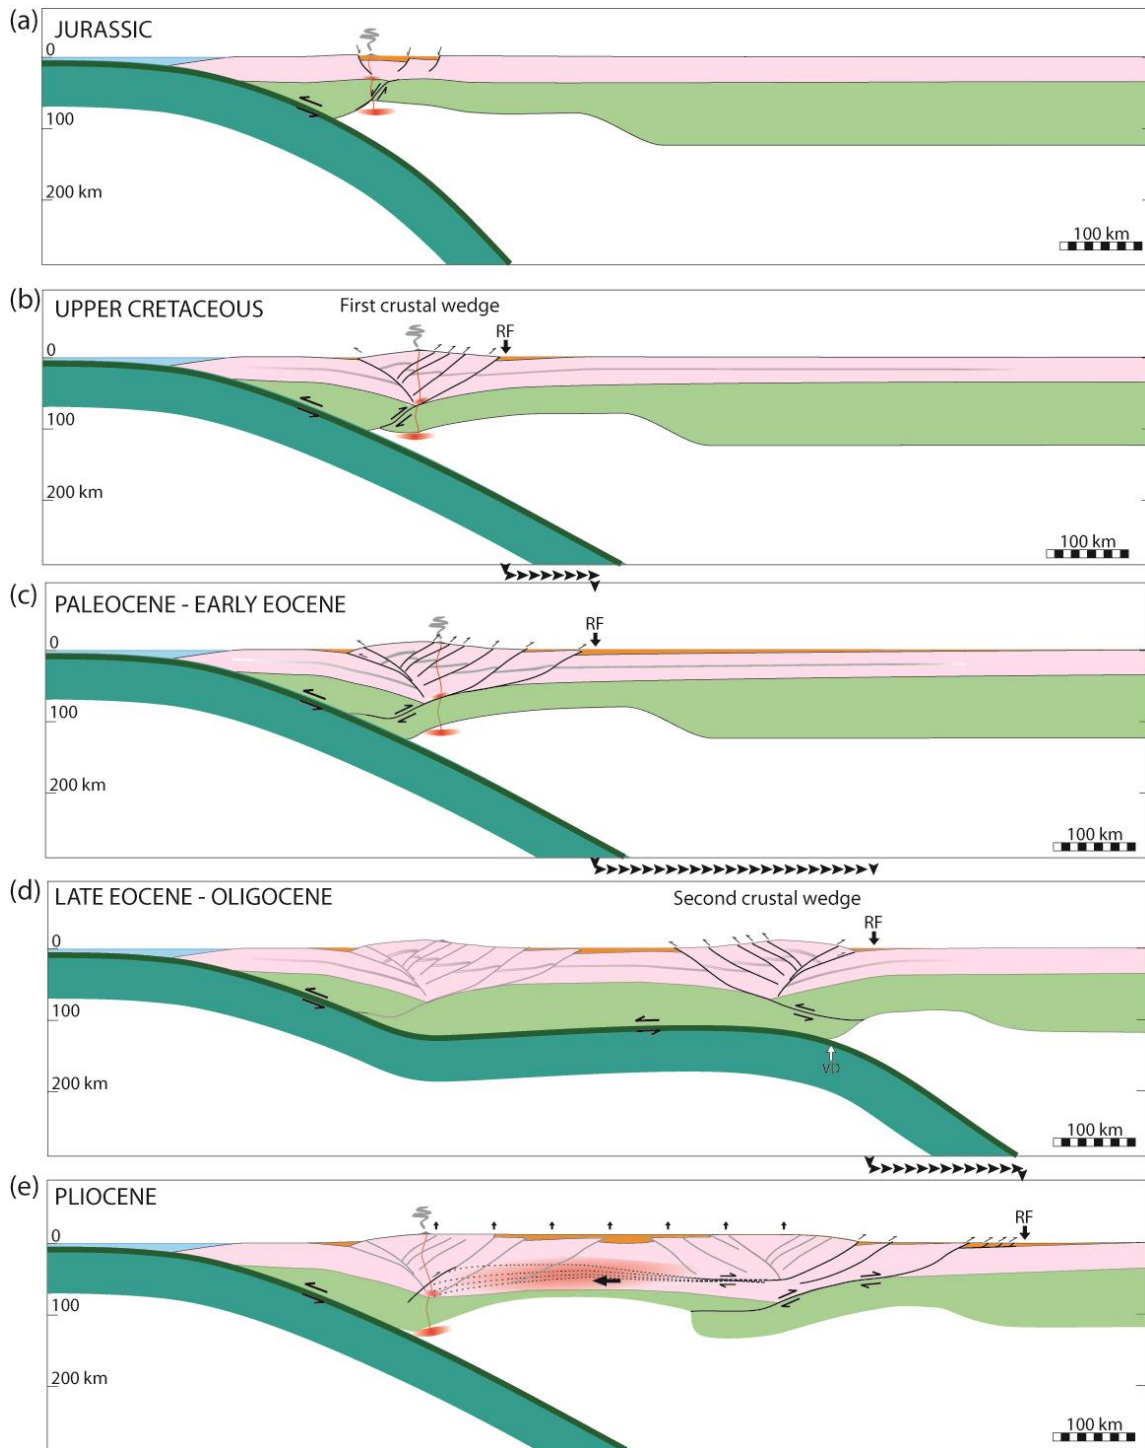 (a)
JURASSIC
0
100
200 km
100 km
(b)
UPPER CRETACEOUS
First crustal wedge
RF
0
100
200 km
100 km
(c)
PALEOCENE - EARLY EOCENE
RF
0
100
200 km
100 km
(d)
LATE EOCENE - OLIGOCENE
Second crustal wedge
RF
0
100
VD
200 km
100 km
(e)
PLIOCENE
RF
0
100
200 km
100 km